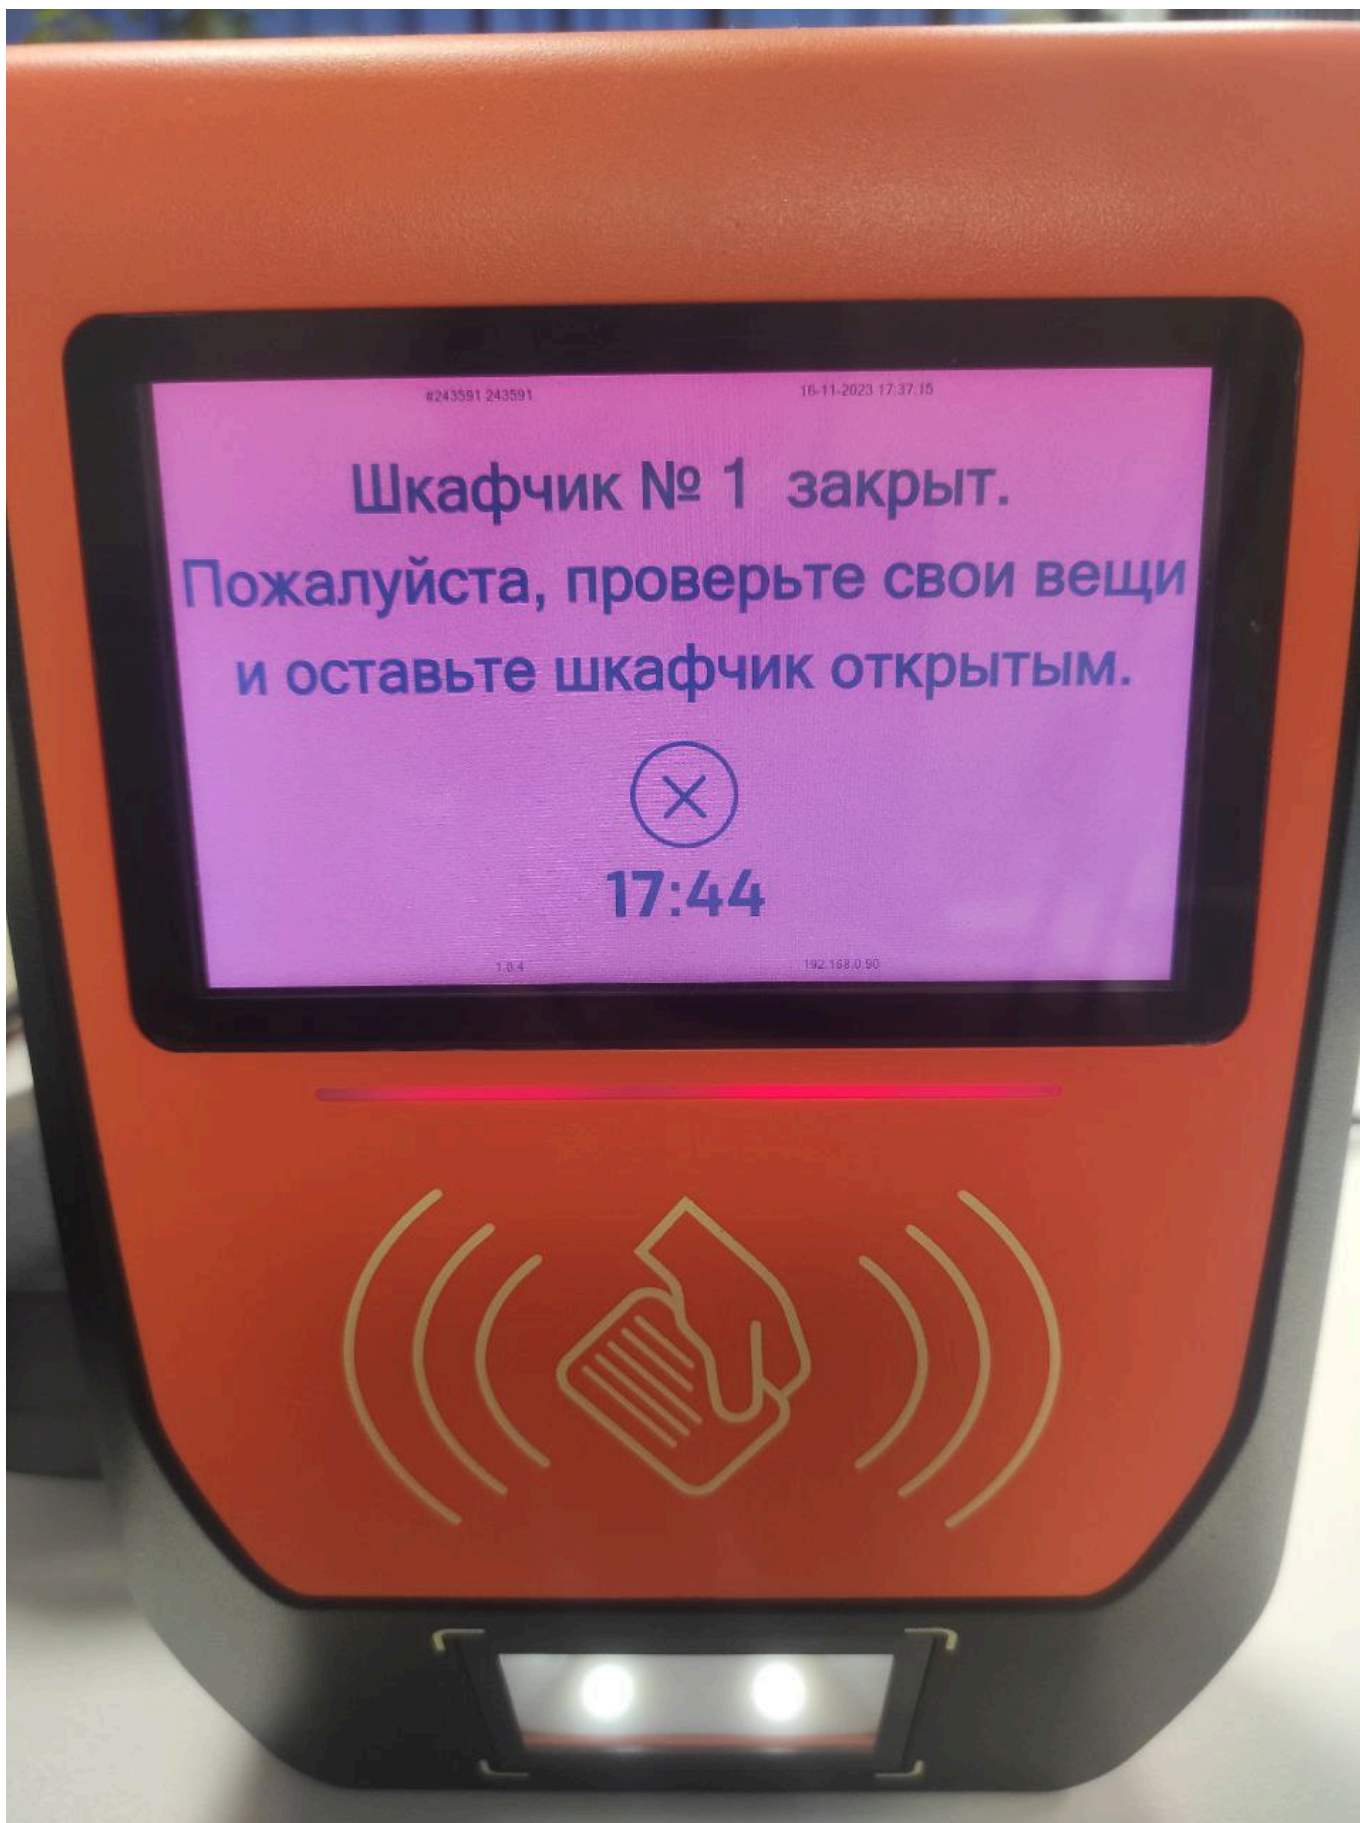 #243591 243591 16-11-2023 17:37:15
Шкафчик № 1 закрыт.
Пожалуйста, проверьте свои вещи
и оставьте шкафчик открытым.
17:44
1.0.4 192.168.0.90